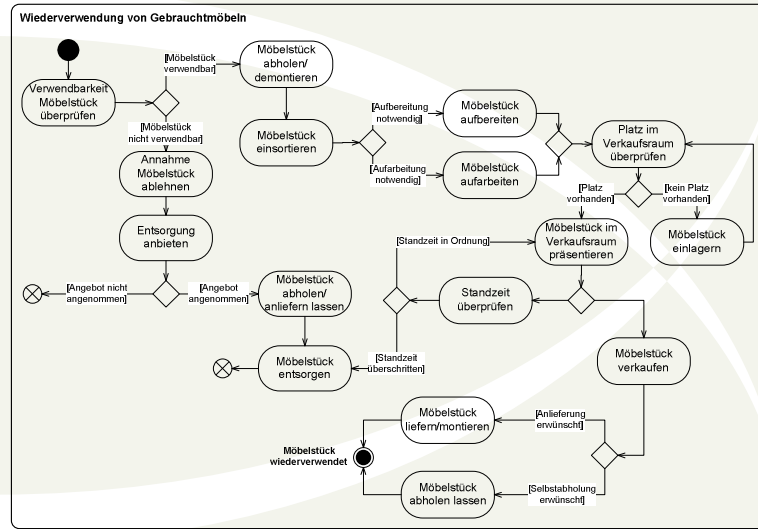 Wiederverwendung von Gebrauchtmöbeln
Verwendbarkeit
Möbelstück
überprüfen
[Möbelstück
verwendbar]
[Möbelstück
nicht verwendbar]
Möbelstück
abholen/
demontieren
Möbelstück
einsortieren
[Aufbereitung
notwendig]
[Aufarbeitung
notwendig]
Möbelstück
aufbereiten
Möbelstück
aufarbeiten
Platz im
Verkaufsraum
überprüfen
[Platz
vorhanden]
[kein Platz
vorhanden]
Möbelstück
einlagern
Annahme
Möbelstück
ablehnen
Entsorgung
anbieten
[Angebot nicht
angenommen]
[Angebot
angenommen]
Möbelstück
abholen/
anliefern lassen
Möbelstück
entsorgen
[Standzeit in Ordnung]
[Standzeit
überschritten]
Standzeit
überprüfen
Möbelstück im
Verkaufsraum
präsentieren
Möbelstück
verkaufen
[Anlieferung
erwünscht]
[Selbstabholung
erwünscht]
Möbelstück
liefern/montieren
Möbelstück
abholen lassen
Möbelstück
wiederverwendet